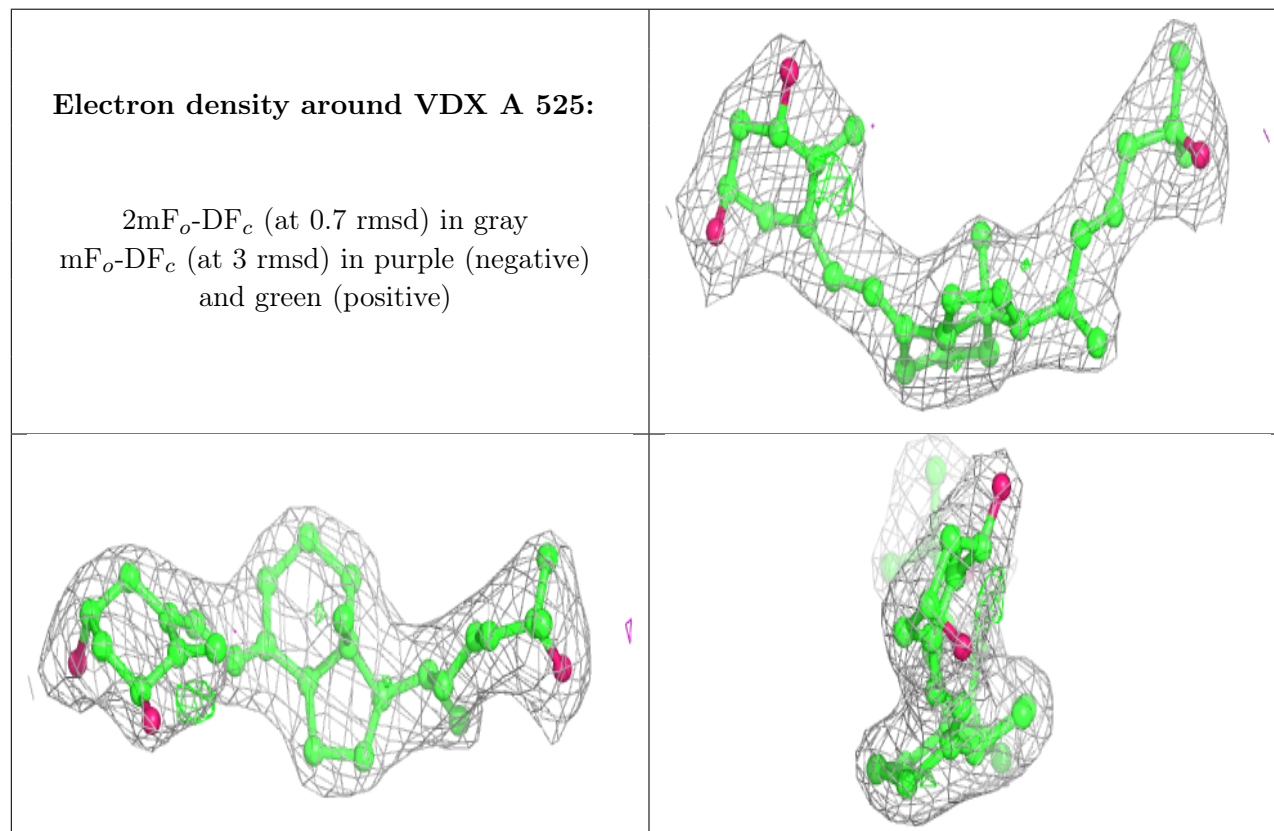 Electron density around VDX A 525:
2mFₒ-DF𝒸 (at 0.7 rmsd) in gray
mFₒ-DF𝒸 (at 3 rmsd) in purple (negative)
and green (positive)